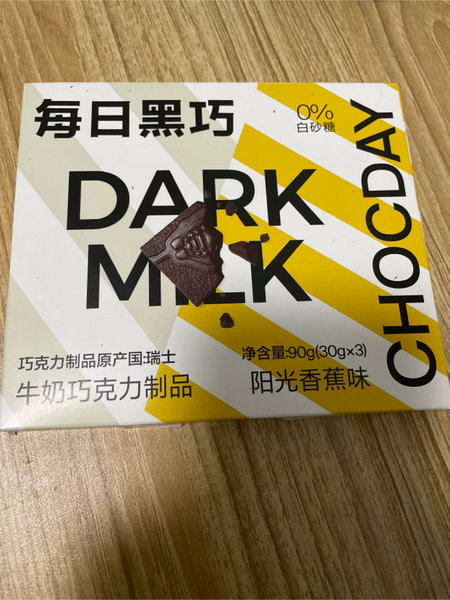 每日黑巧
0%
白砂糖
CHOCDAY
DARK
MILK
巧克力制品原产国:瑞士
牛奶巧克力制品
净含量:90g(30g×3)
阳光香蕉味